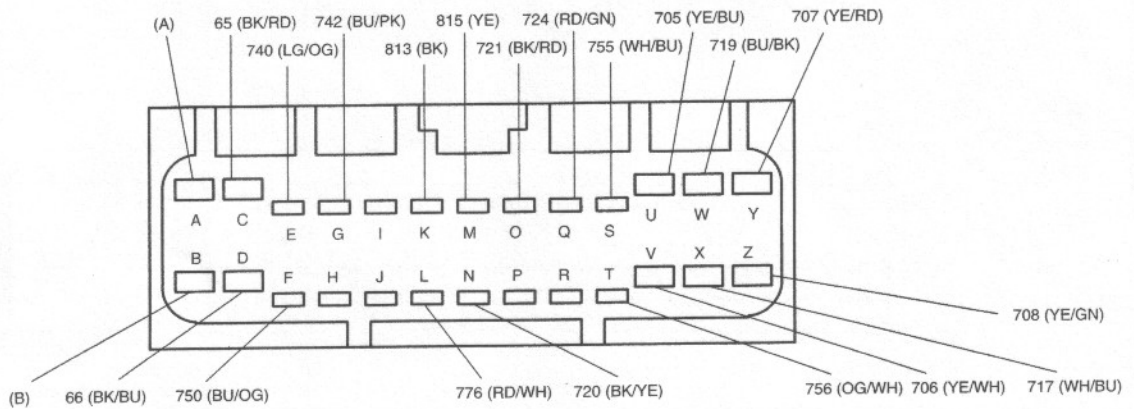 (A) 65 (BK/RD) 742 (BU/PK) 815 (YE) 724 (RD/GN) 705 (YE/BU) 707 (YE/RD)
740 (LG/OG) 813 (BK) 721 (BK/RD) 755 (WH/BU) 719 (BU/BK)
A C E G I K M O Q S U W Y
B D F H J L N P R T V X Z
708 (YE/GN)
(B) 66 (BK/BU) 750 (BU/OG) 776 (RD/WH) 720 (BK/YE) 756 (OG/WH) 706 (YE/WH) 717 (WH/BU)